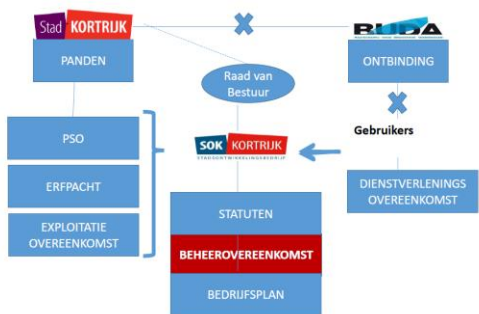 Stad KORTRIJK
BUDA
PANDEN
ONTBINDING
Raad van
Bestuur
Gebruikers
PSO
SOK KORTRIJK
STADSONTWIKKELINGSBEDRIJF
ERFPACHT
DIENSTVERLENINGS
OVEREENKOMST
STATUTEN
EXPLOITATIE
OVEREENKOMST
BEHEEROVEREENKOMST
BEDRIJFSPLAN